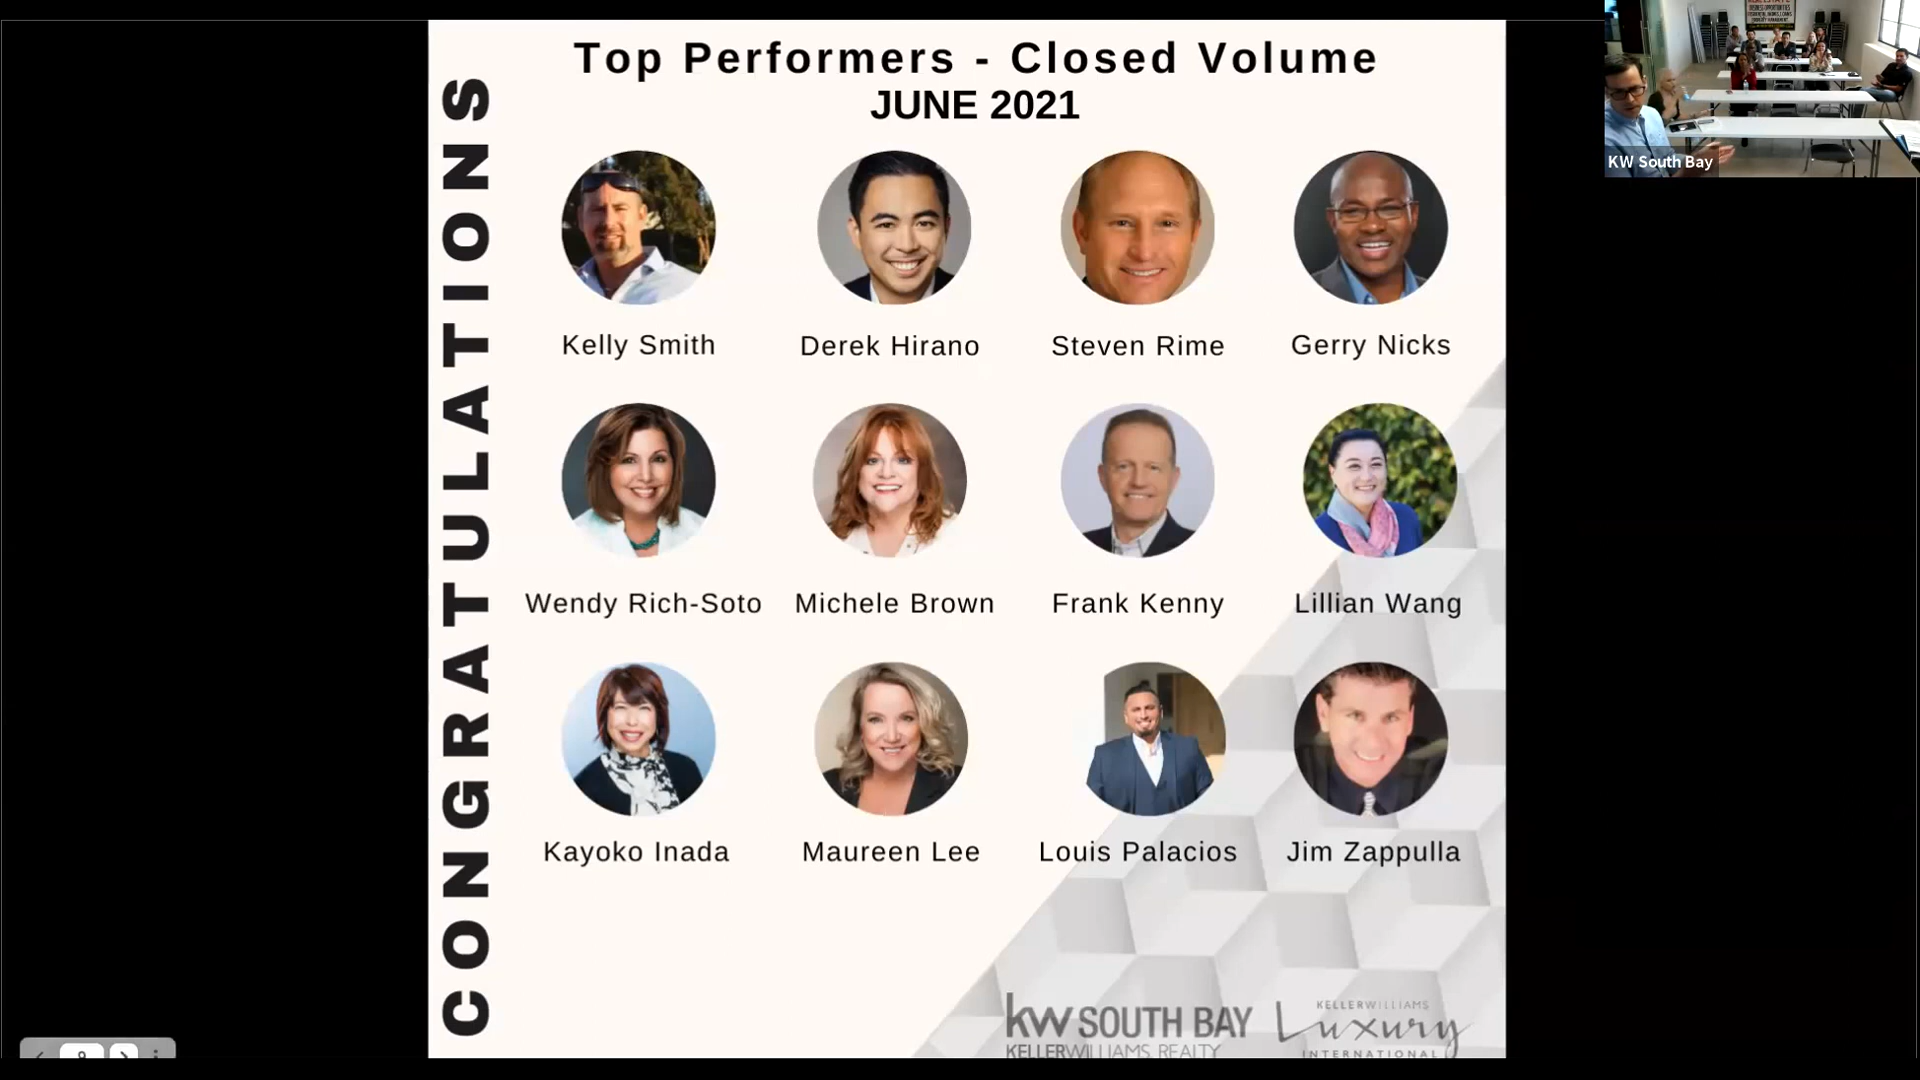 Top Performers - Closed Volume
JUNE 2021
CONGRATULATIONS
Kelly Smith
Derek Hirano
Steven Rime
Gerry Nicks
Wendy Rich-Soto
Michele Brown
Frank Kenny
Lillian Wang
Kayoko Inada
Maureen Lee
Louis Palacios
Jim Zappulla
kw SOUTH BAY
KELLERWILLIAMS. REALTY
KELLERWILLIAMS
Luxury
INTERNATIONAL
KW South Bay